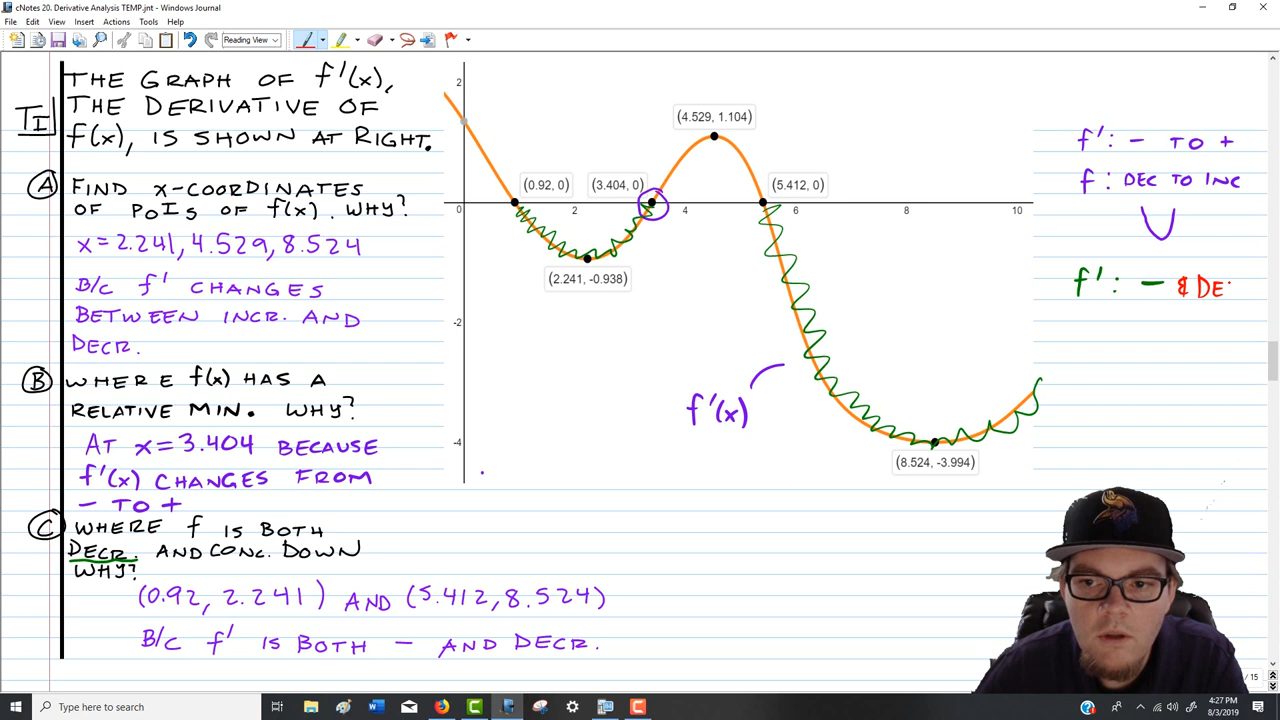 cNotes 20. Derivative Analysis TEMP.jnt - Windows Journal
File Edit View Insert Actions Tools Help
Reading View
TI
THE GRAPH OF f'(x),
THE DERIVATIVE OF
f(x), IS SHOWN AT RIGHT.
A FIND x-COORDINATES
OF POIS OF f(x). WHY?
x=2.241, 4.529, 8.524
B/C f' CHANGES
BETWEEN INCR. AND
DECR.
B WHERE f(x) HAS A
RELATIVE MIN. WHY?
AT x=3.404 BECAUSE
f'(x) CHANGES FROM
- TO +
C WHERE f IS BOTH
DECR. AND CONC. DOWN
WHY?
(0.92, 2.241) AND (5.412, 8.524)
B/C f' IS BOTH - AND DECR.
2
(4.529, 1.104)
(0.92, 0) (3.404, 0) (5.412, 0)
0 2 4 6 8 10
(2.241, -0.938)
-2
f'(x)
-4
(8.524, -3.994)
f': - TO +
f: DEC TO INC
f': - & DE
/ 15
Type here to search
4:27 PM
8/3/2019